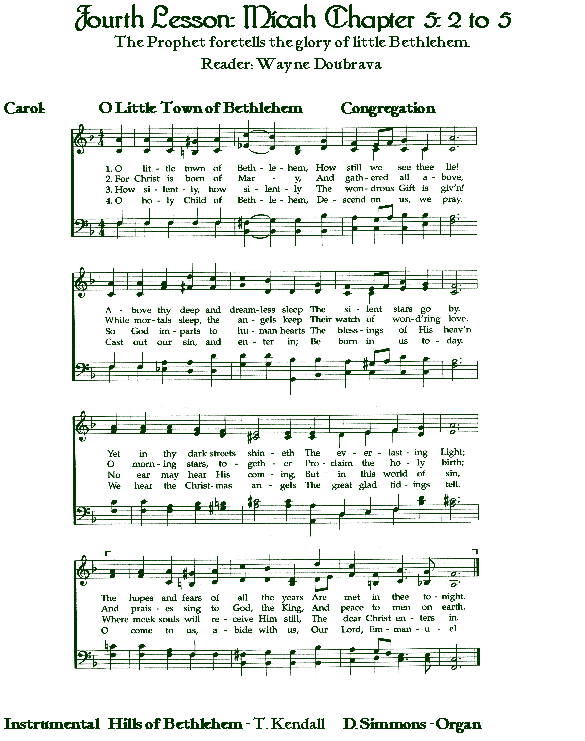 Fourth Lesson: Micah Chapter 5: 2 to 5
The Prophet foretells the glory of little Bethlehem.
Reader: Wayne Doubrava
Carol: O Little Town of Bethlehem Congregation
1. O lit - tle town of Beth - le - hem, How still we see thee lie!
2. For Christ is born of Mar - - y, And gath - ered all a - bove,
3. How si - lent - ly, how si - lent - ly The won - drous Gift is giv'n!
4. O ho - ly Child of Beth - le - hem, De - scend on us, we pray.
A - bove thy deep and dream-less sleep The si - lent stars go by.
While mor - tals sleep, the an - gels keep Their watch of won - d'ring love.
So God im - parts to hu - man hearts The bless - ings of His heav'n
Cast out our sin, and en - ter in; Be born in us to - day.
Yet in thy dark streets shin - eth The ev - er - last - ing Light;
O morn - ing stars, to - geth - er Pro - claim the ho - ly birth;
No ear may hear His com - ing, But in this world of sin,
We hear the Christ - mas an - gels The great glad tid - ings tell.
The hopes and fears of all the years Are met in thee to - night.
And prais - es sing to God, the King, And peace to men on earth.
Where meek souls will re - ceive Him still, The dear Christ en - ters in.
O come to us, a - bide with us, Our Lord, Em - man - u - el
Instrumental Hills of Bethlehem - T. Kendall D. Simmons - Organ